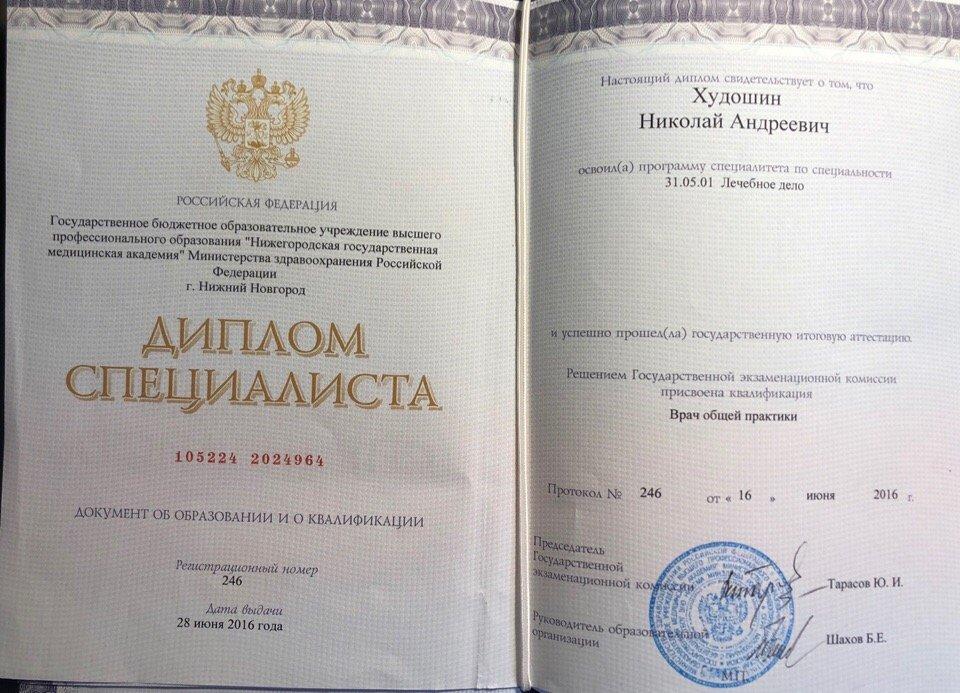 РОССИЙСКАЯ ФЕДЕРАЦИЯ
Государственное бюджетное образовательное учреждение высшего
профессионального образования "Нижегородская государственная
медицинская академия" Министерства здравоохранения Российской
Федерации
г. Нижний Новгород
ДИПЛОМ
СПЕЦИАЛИСТА
105224 2024964
ДОКУМЕНТ ОБ ОБРАЗОВАНИИ И О КВАЛИФИКАЦИИ
Регистрационный номер
246
Дата выдачи
28 июня 2016 года
Настоящий диплом свидетельствует о том, что
Худошин
Николай Андреевич
освоил(а) программу специалитета по специальности
31.05.01 Лечебное дело
и успешно прошел(ла) государственную итоговую аттестацию.
Решением Государственной экзаменационной комиссии
присвоена квалификация
Врач общей практики
Протокол № 246 от « 16 » июня 2016 г.
Председатель
Государственной
экзаменационной комиссии
Тарасов Ю. И.
Руководитель образовательной
организации
Шахов Б.Е.
М.П.